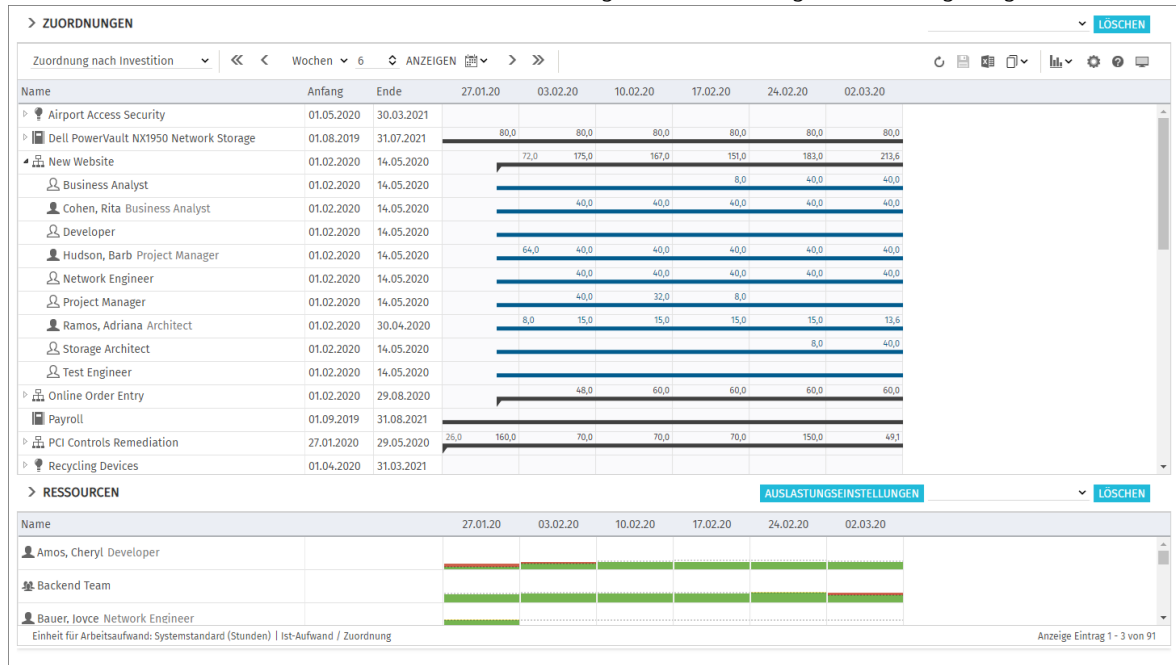 ZUORDNUNGEN LÖSCHEN
Zuordnung nach Investition Wochen 6 ANZEIGEN
Name Anfang Ende 27.01.20 03.02.20 10.02.20 17.02.20 24.02.20 02.03.20
Airport Access Security 01.05.2020 30.03.2021
Dell PowerVault NX1950 Network Storage 01.08.2019 31.07.2021 80,0 80,0 80,0 80,0 80,0 80,0
New Website 01.02.2020 14.05.2020 72,0 175,0 167,0 151,0 183,0 213,6
Business Analyst 01.02.2020 14.05.2020 8,0 40,0 40,0
Cohen, Rita Business Analyst 01.02.2020 14.05.2020 40,0 40,0 40,0 40,0 40,0
Developer 01.02.2020 14.05.2020
Hudson, Barb Project Manager 01.02.2020 14.05.2020 64,0 40,0 40,0 40,0 40,0 40,0
Network Engineer 01.02.2020 14.05.2020 40,0 40,0 40,0 40,0 40,0
Project Manager 01.02.2020 14.05.2020 40,0 32,0 8,0
Ramos, Adriana Architect 01.02.2020 30.04.2020 8,0 15,0 15,0 15,0 15,0 13,6
Storage Architect 01.02.2020 14.05.2020 8,0 40,0
Test Engineer 01.02.2020 14.05.2020
Online Order Entry 01.02.2020 29.08.2020 48,0 60,0 60,0 60,0 60,0
Payroll 01.09.2019 31.08.2021
PCI Controls Remediation 27.01.2020 29.05.2020 26,0 160,0 70,0 70,0 70,0 150,0 49,1
Recycling Devices 01.04.2020 31.03.2021
RESSOURCEN AUSLASTUNGSEINSTELLUNGEN LÖSCHEN
Name 27.01.20 03.02.20 10.02.20 17.02.20 24.02.20 02.03.20
Amos, Cheryl Developer
Backend Team
Bauer, Joyce Network Engineer
Einheit für Arbeitsaufwand: Systemstandard (Stunden) | Ist-Aufwand / Zuordnung Anzeige Eintrag 1 - 3 von 91